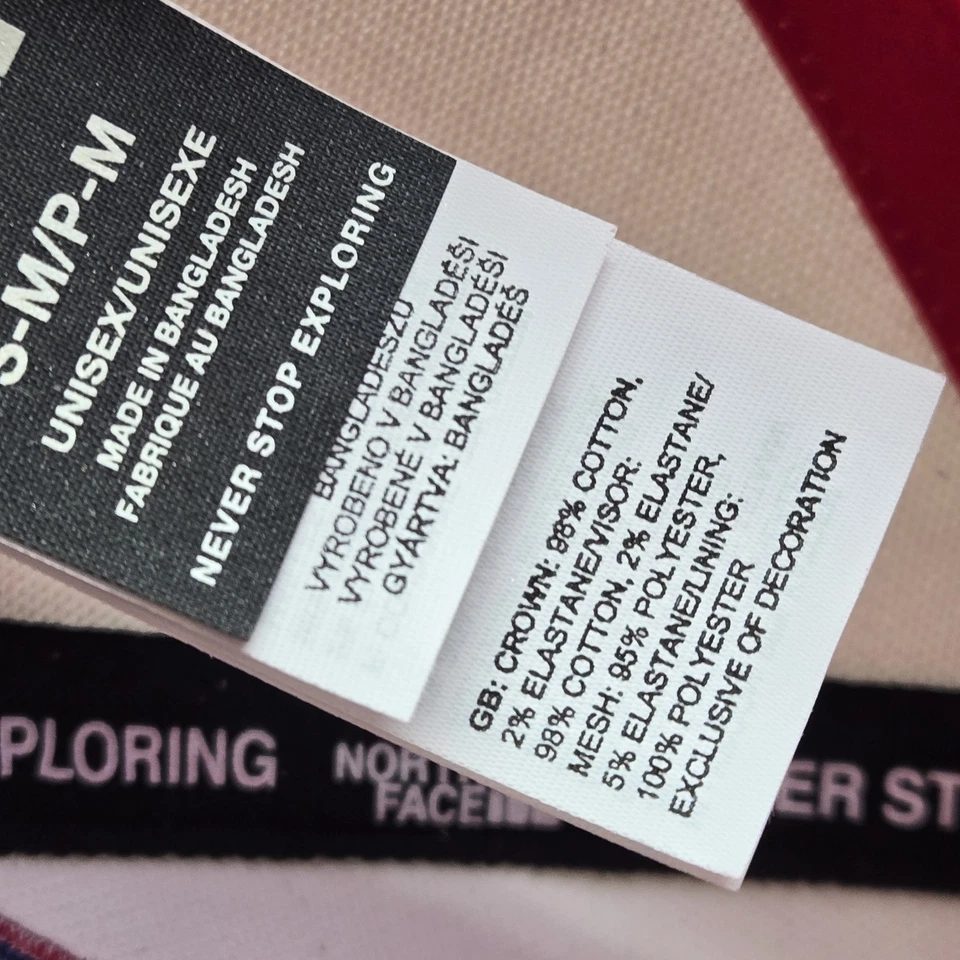 S-M/P-M
UNISEX/UNISEXE
MADE IN BANGLADESH
FABRIQUE AU BANGLADESH
NEVER STOP EXPLORING
BANGLADESZU
VYROBENO V BANGLADÉŠI
VYROBENÉ V BANGLADÉŠI
GYÁRTVA: BANGLADÉS
GB: CROWN: 98% COTTON,
2% ELASTANE/VISOR:
98% COTTON, 2% ELASTANE/
MESH: 95% POLYESTER,
5% ELASTANE/LINING:
100% POLYESTER
EXCLUSIVE OF DECORATION
PLORING
FACE
ER ST